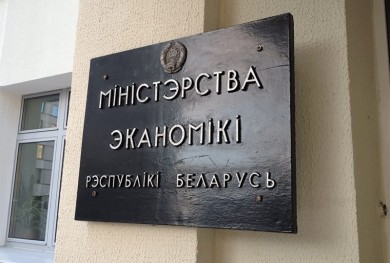 МІНІСТЭРСТВА
ЭКАНОМІКІ
РЭСПУБЛІКІ БЕЛАРУСЬ